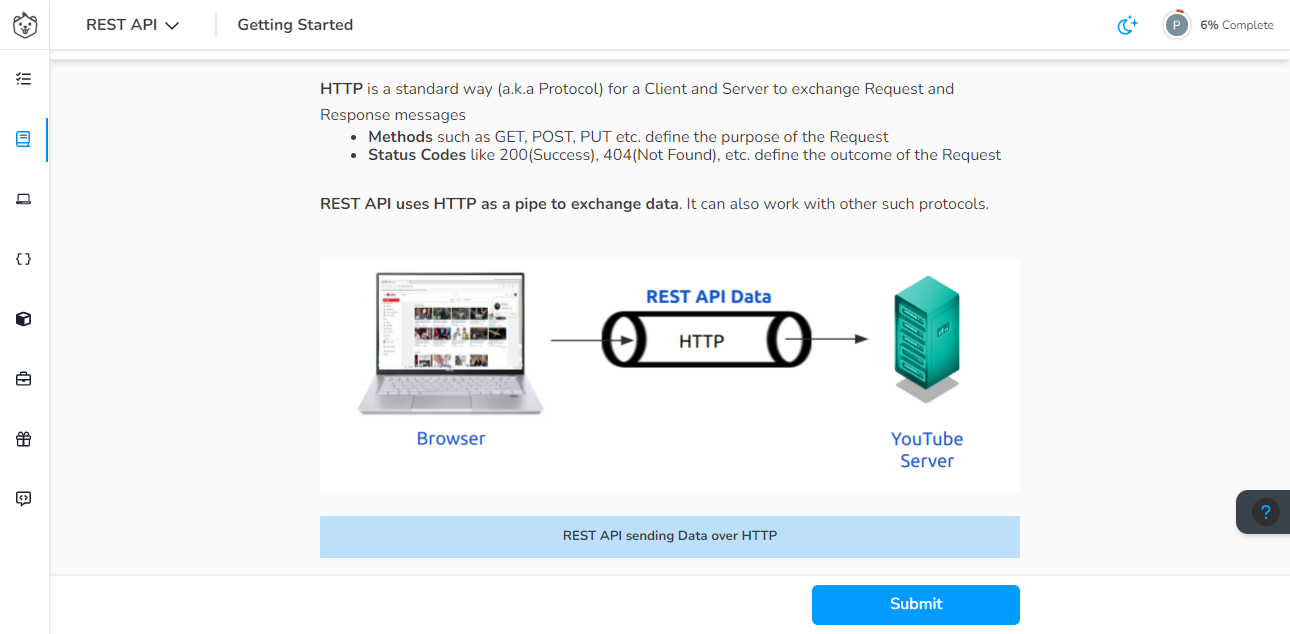 REST API
Getting Started
P
6% Complete
HTTP is a standard way (a.k.a Protocol) for a Client and Server to exchange Request and
Response messages
• Methods such as GET, POST, PUT etc. define the purpose of the Request
• Status Codes like 200(Success), 404(Not Found), etc. define the outcome of the Request
REST API uses HTTP as a pipe to exchange data. It can also work with other such protocols.
REST API Data
HTTP
Browser
YouTube
Server
REST API sending Data over HTTP
?
Submit